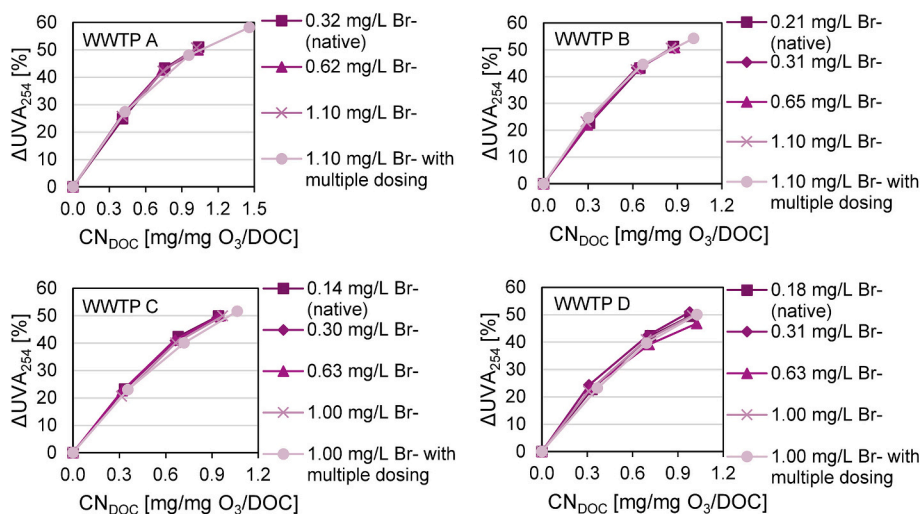 WWTP A
ΔUVA254 [%]
60
50
40
30
20
10
0
0.0 0.3 0.6 0.9 1.2 1.5
CNDOC [mg/mg O3/DOC]
0.32 mg/L Br-
(native)
0.62 mg/L Br-
1.10 mg/L Br-
1.10 mg/L Br- with
multiple dosing
WWTP B
ΔUVA254 [%]
60
50
40
30
20
10
0
0.0 0.3 0.6 0.9 1.2
CNDOC [mg/mg O3/DOC]
0.21 mg/L Br-
(native)
0.31 mg/L Br-
0.65 mg/L Br-
1.10 mg/L Br-
1.10 mg/L Br- with
multiple dosing
WWTP C
ΔUVA254 [%]
60
50
40
30
20
10
0
0.0 0.3 0.6 0.9 1.2
CNDOC [mg/mg O3/DOC]
0.14 mg/L Br-
(native)
0.30 mg/L Br-
0.63 mg/L Br-
1.00 mg/L Br-
1.00 mg/L Br- with
multiple dosing
WWTP D
ΔUVA254 [%]
60
50
40
30
20
10
0
0.0 0.3 0.6 0.9 1.2
CNDOC [mg/mg O3/DOC]
0.18 mg/L Br-
(native)
0.31 mg/L Br-
0.63 mg/L Br-
1.00 mg/L Br-
1.00 mg/L Br- with
multiple dosing